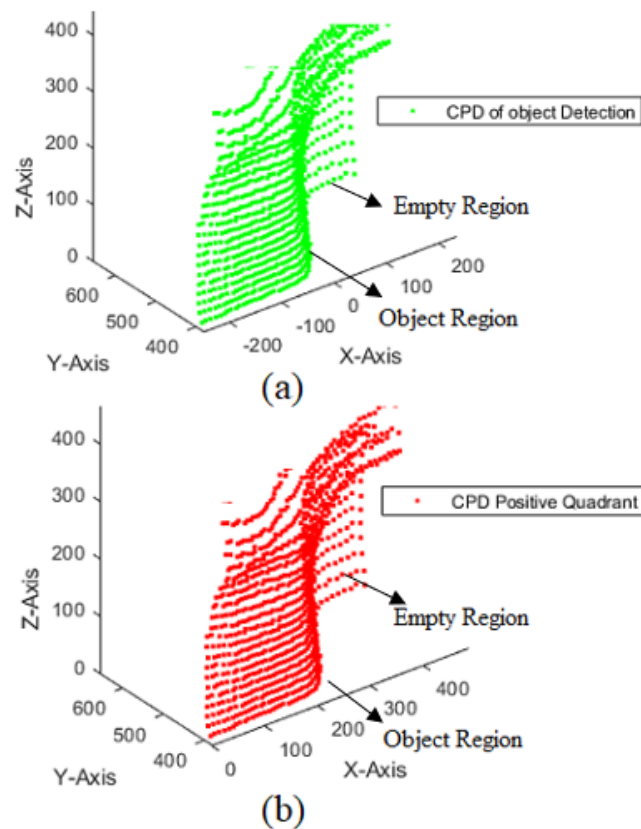 400
300
200
100
0
Z-Axis
CPD of object Detection
Empty Region
Object Region
600
500
400
Y-Axis
-200
-100
0
100
200
X-Axis
(a)
400
300
200
100
0
Z-Axis
CPD Positive Quadrant
Empty Region
Object Region
600
500
400
Y-Axis
0
100
200
300
400
X-Axis
(b)